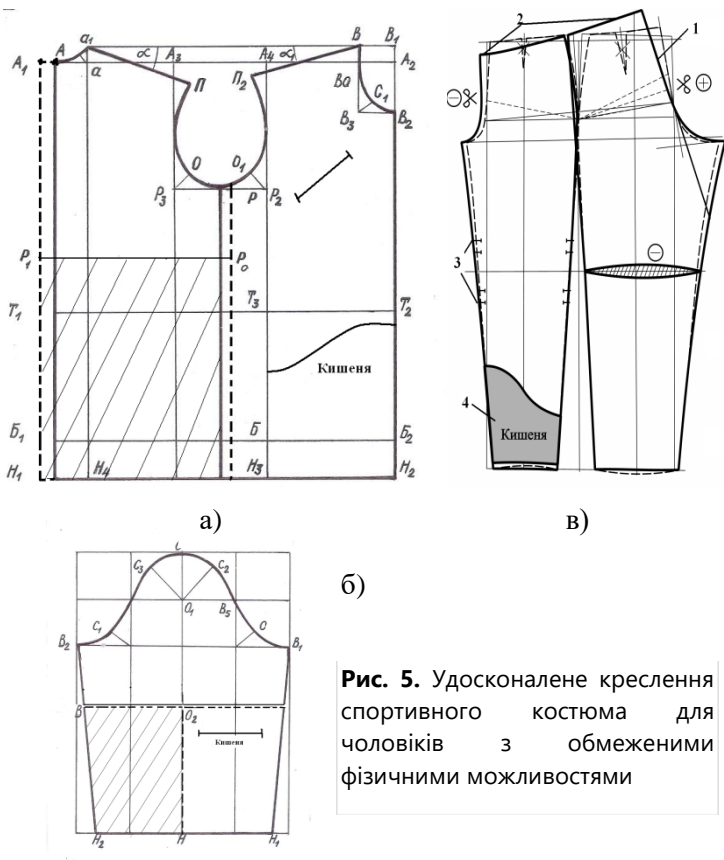 a₁
A
α
A₃
A₄
α₁
B
B₁
A₁
a
A₂
П
П₂
Ba
C₁
B₃
B₂
O
O₁
P₃
P
P₂
P₁
P₀
T₁
T₃
T₂
Кишеня
Б₁
Б
Б₂
H₁
H₄
H₃
H₂
2
1
3
4
Кишеня
а)
в)
C₃
C₂
O₁
B₅
C₁
O
B₂
B₁
B
O₂
Кишеня
H₂
H
H₁
б)
Рис. 5. Удосконалене креслення
спортивного костюма для
чоловіків з обмеженими
фізичними можливостями